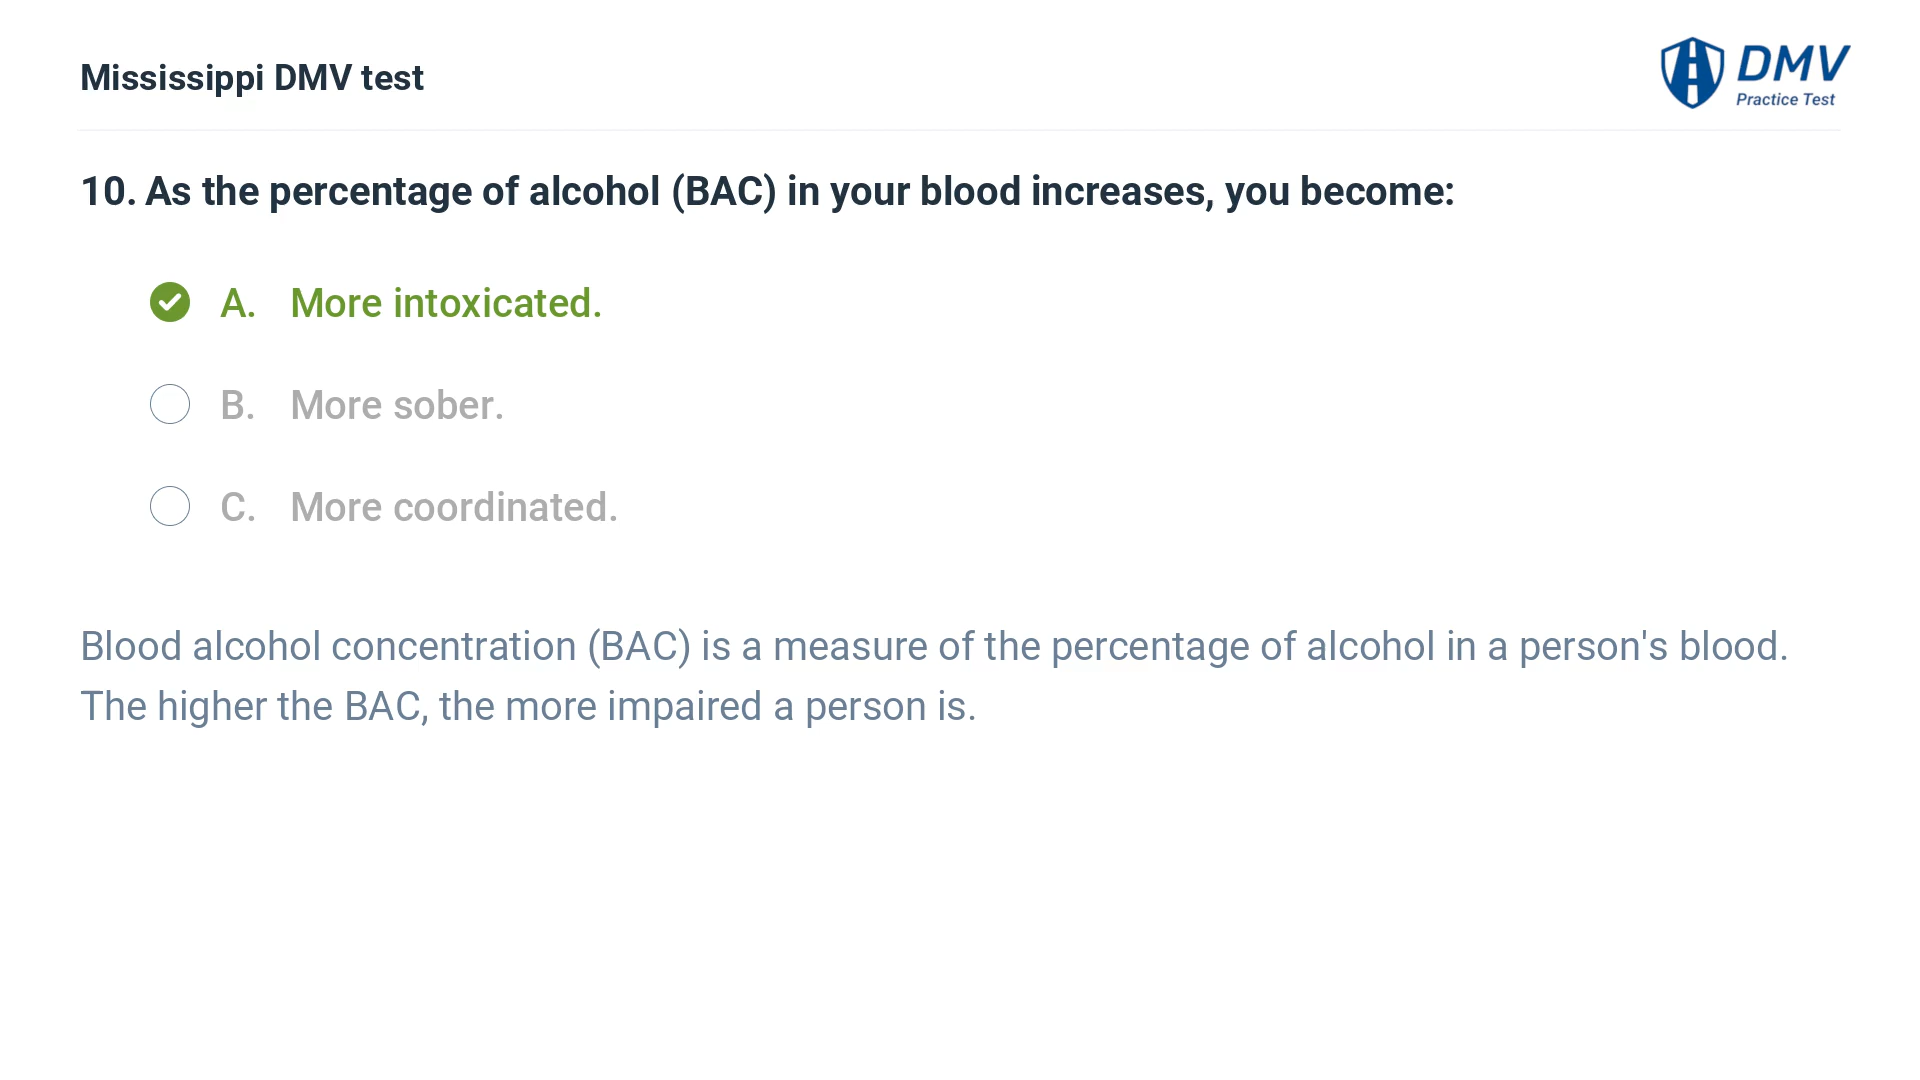 Mississippi DMV test
DMV
Practice Test
10. As the percentage of alcohol (BAC) in your blood increases, you become:
A. More intoxicated.
B. More sober.
C. More coordinated.
Blood alcohol concentration (BAC) is a measure of the percentage of alcohol in a person's blood.
The higher the BAC, the more impaired a person is.